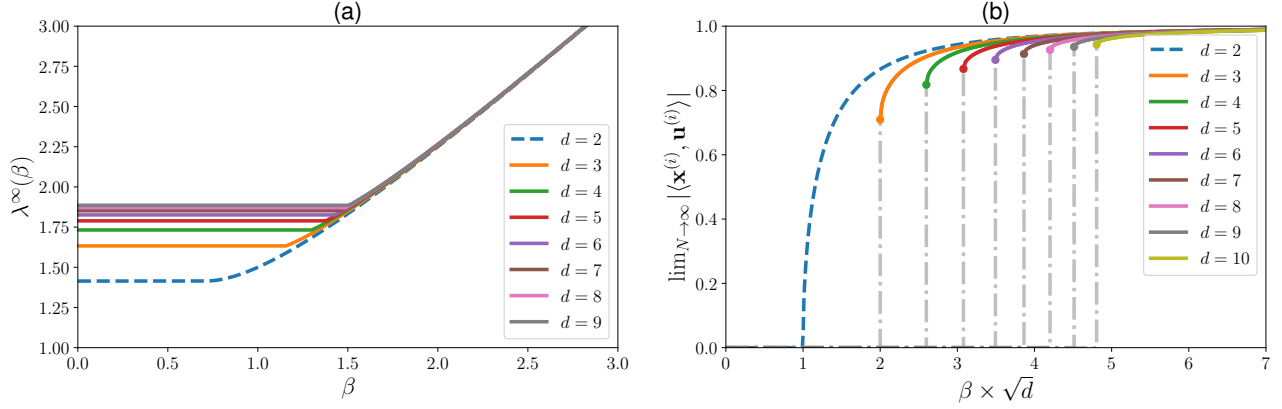 (a)
3.00
2.75
2.50
2.25
2.00
1.75
1.50
1.25
1.00
λ^∞(β)
0.0 0.5 1.0 1.5 2.0 2.5 3.0
β
d = 2
d = 3
d = 4
d = 5
d = 6
d = 7
d = 8
d = 9
(b)
1.0
0.8
0.6
0.4
0.2
0.0
lim_{N→∞} |⟨x^{(i)}, u^{(i)}⟩|
0 1 2 3 4 5 6 7
β × √d
d = 2
d = 3
d = 4
d = 5
d = 6
d = 7
d = 8
d = 9
d = 10